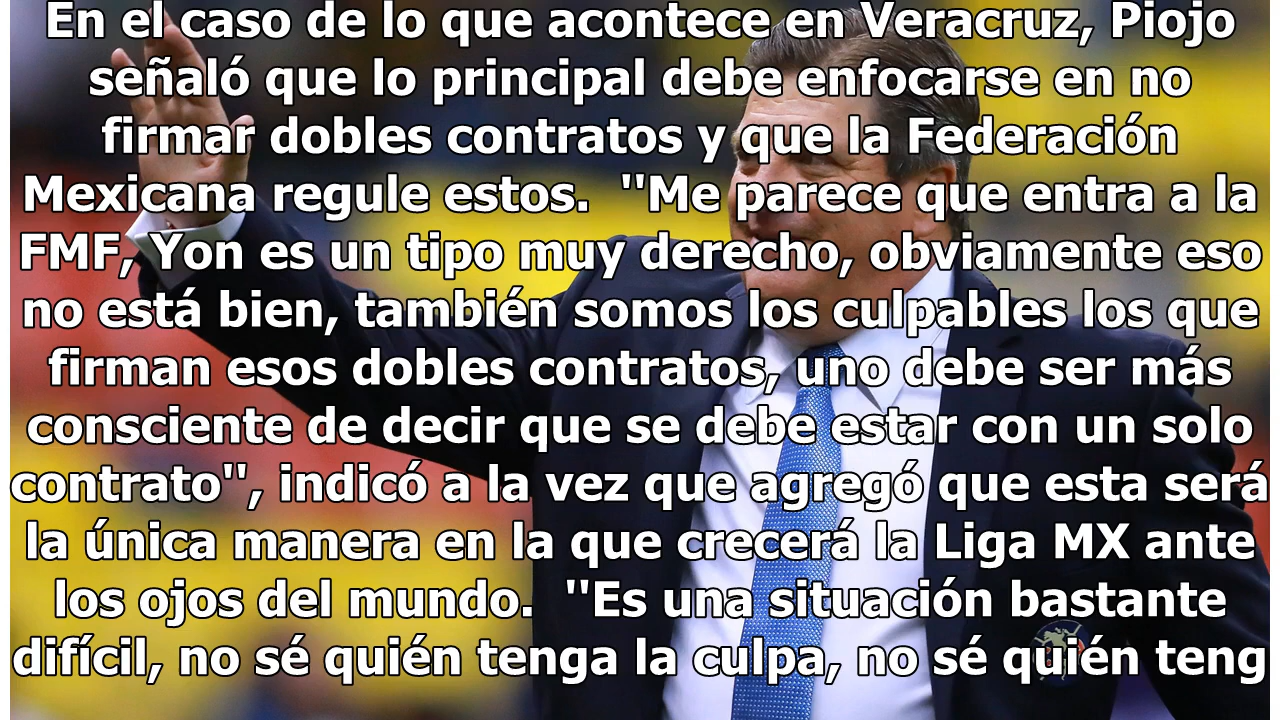 En el caso de lo que acontece en Veracruz, Piojo
señaló que lo principal debe enfocarse en no
firmar dobles contratos y que la Federación
Mexicana regule estos.  "Me parece que entra a la
FMF, Yon es un tipo muy derecho, obviamente eso
no está bien, también somos los culpables los que
firman esos dobles contratos, uno debe ser más
consciente de decir que se debe estar con un solo
contrato", indicó a la vez que agregó que esta será
la única manera en la que crecerá la Liga MX ante
los ojos del mundo.  "Es una situación bastante
difícil, no sé quién tenga la culpa, no sé quién teng